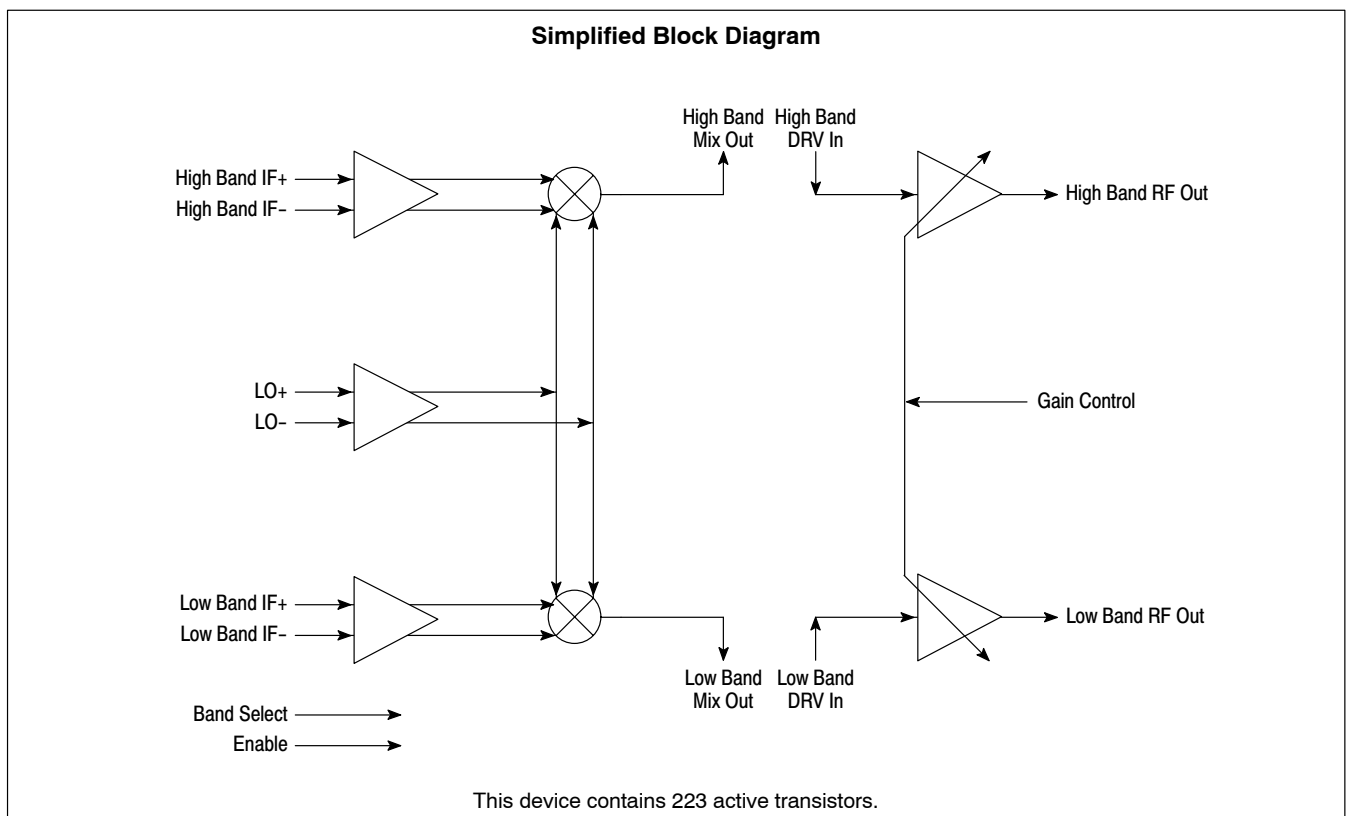 Simplified Block Diagram
High Band
Mix Out
High Band
DRV In
High Band IF+
High Band IF−
High Band RF Out
LO+
LO−
Gain Control
Low Band IF+
Low Band IF−
Low Band RF Out
Low Band
Mix Out
Low Band
DRV In
Band Select
Enable
This device contains 223 active transistors.